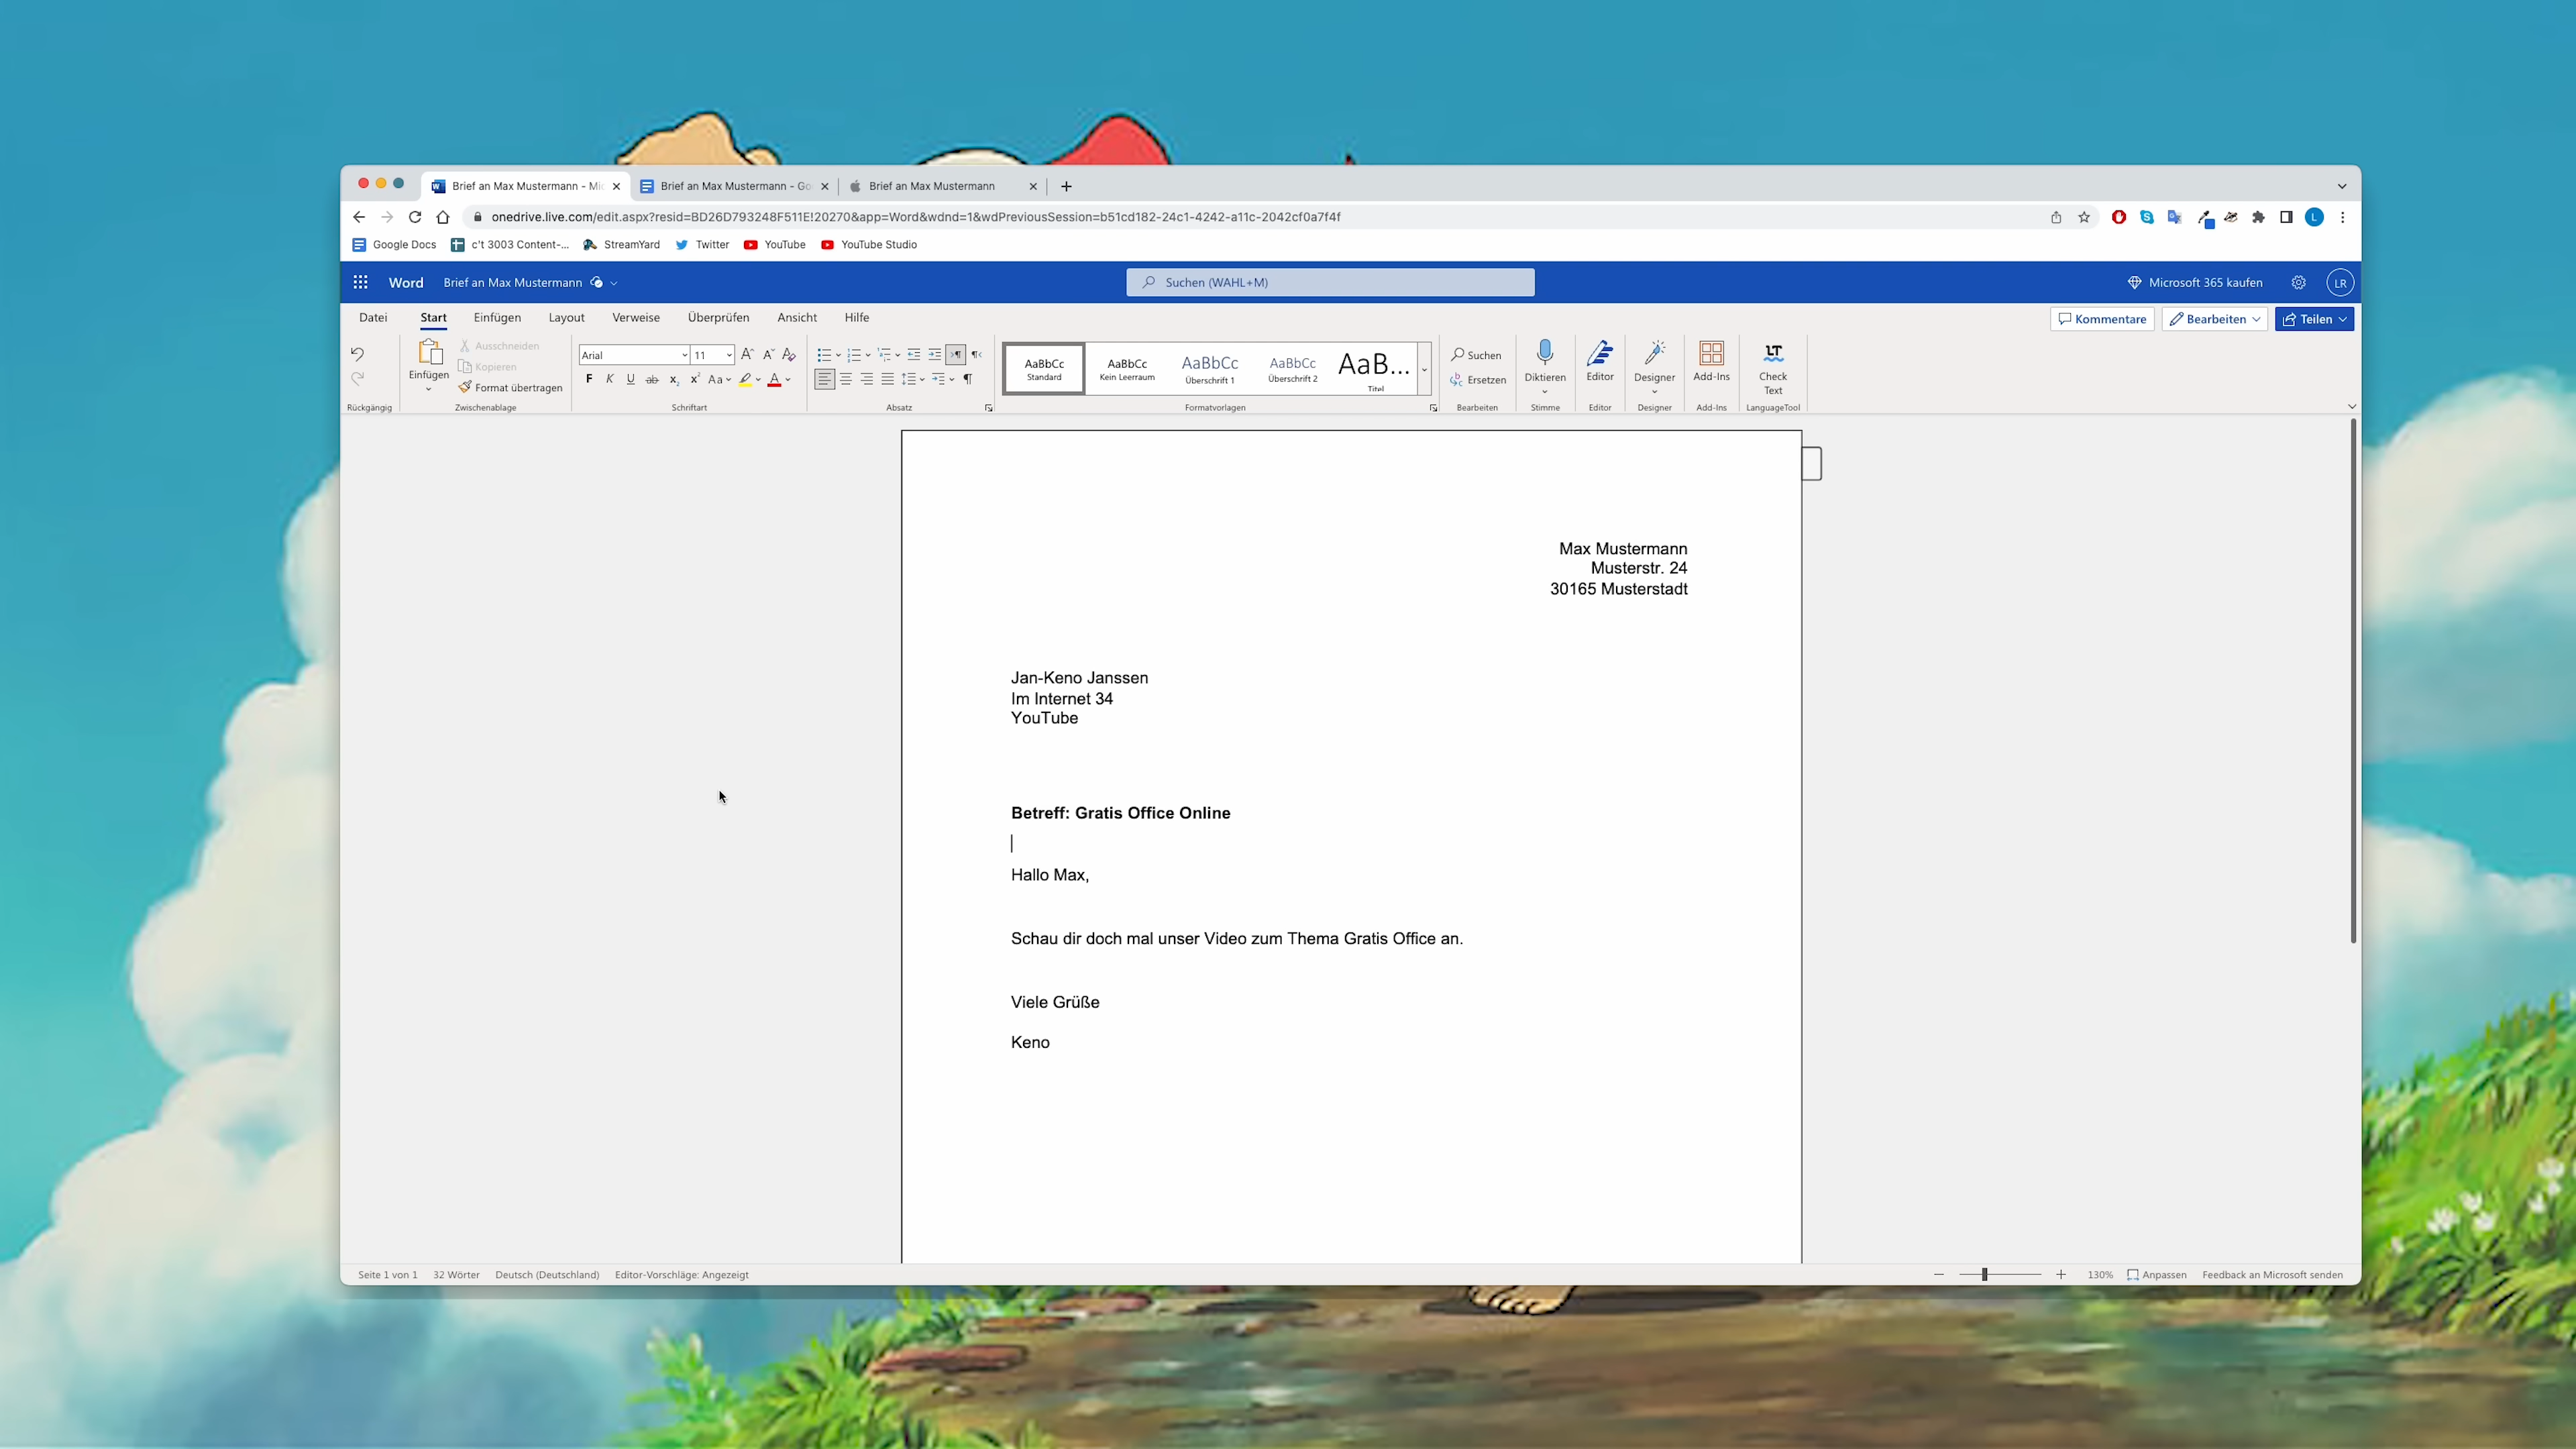 Brief an Max Mustermann - Mic
Brief an Max Mustermann - Go
Brief an Max Mustermann
onedrive.live.com/edit.aspx?resid=BD26D793248F511E!20270&app=Word&wdnd=1&wdPreviousSession=b51cd182-24c1-4242-a11c-2042cf0a7f4f
L
Google Docs
c't 3003 Content-...
StreamYard
Twitter
YouTube
YouTube Studio
Word
Brief an Max Mustermann
Suchen (WAHL+M)
Microsoft 365 kaufen
LR
Datei
Start
Einfügen
Layout
Verweise
Überprüfen
Ansicht
Hilfe
Kommentare
Bearbeiten
Teilen
Einfügen
Ausschneiden
Kopieren
Format übertragen
Arial
11
F K U ab x₂ x² Aa A
AaBbCc
Standard
AaBbCc
Kein Leerraum
AaBbCc
Überschrift 1
AaBbCc
Überschrift 2
AaB...
Titel
Suchen
Ersetzen
Diktieren
Editor
Designer
Add-Ins
LT
Check
Text
Rückgängig
Zwischenablage
Schriftart
Absatz
Formatvorlagen
Bearbeiten
Stimme
Editor
Designer
Add-Ins
LanguageTool
Max Mustermann
Musterstr. 24
30165 Musterstadt
Jan-Keno Janssen
Im Internet 34
YouTube
Betreff: Gratis Office Online
Hallo Max,
Schau dir doch mal unser Video zum Thema Gratis Office an.
Viele Grüße
Keno
Seite 1 von 1
32 Wörter
Deutsch (Deutschland)
Editor-Vorschläge: Angezeigt
130%
Anpassen
Feedback an Microsoft senden